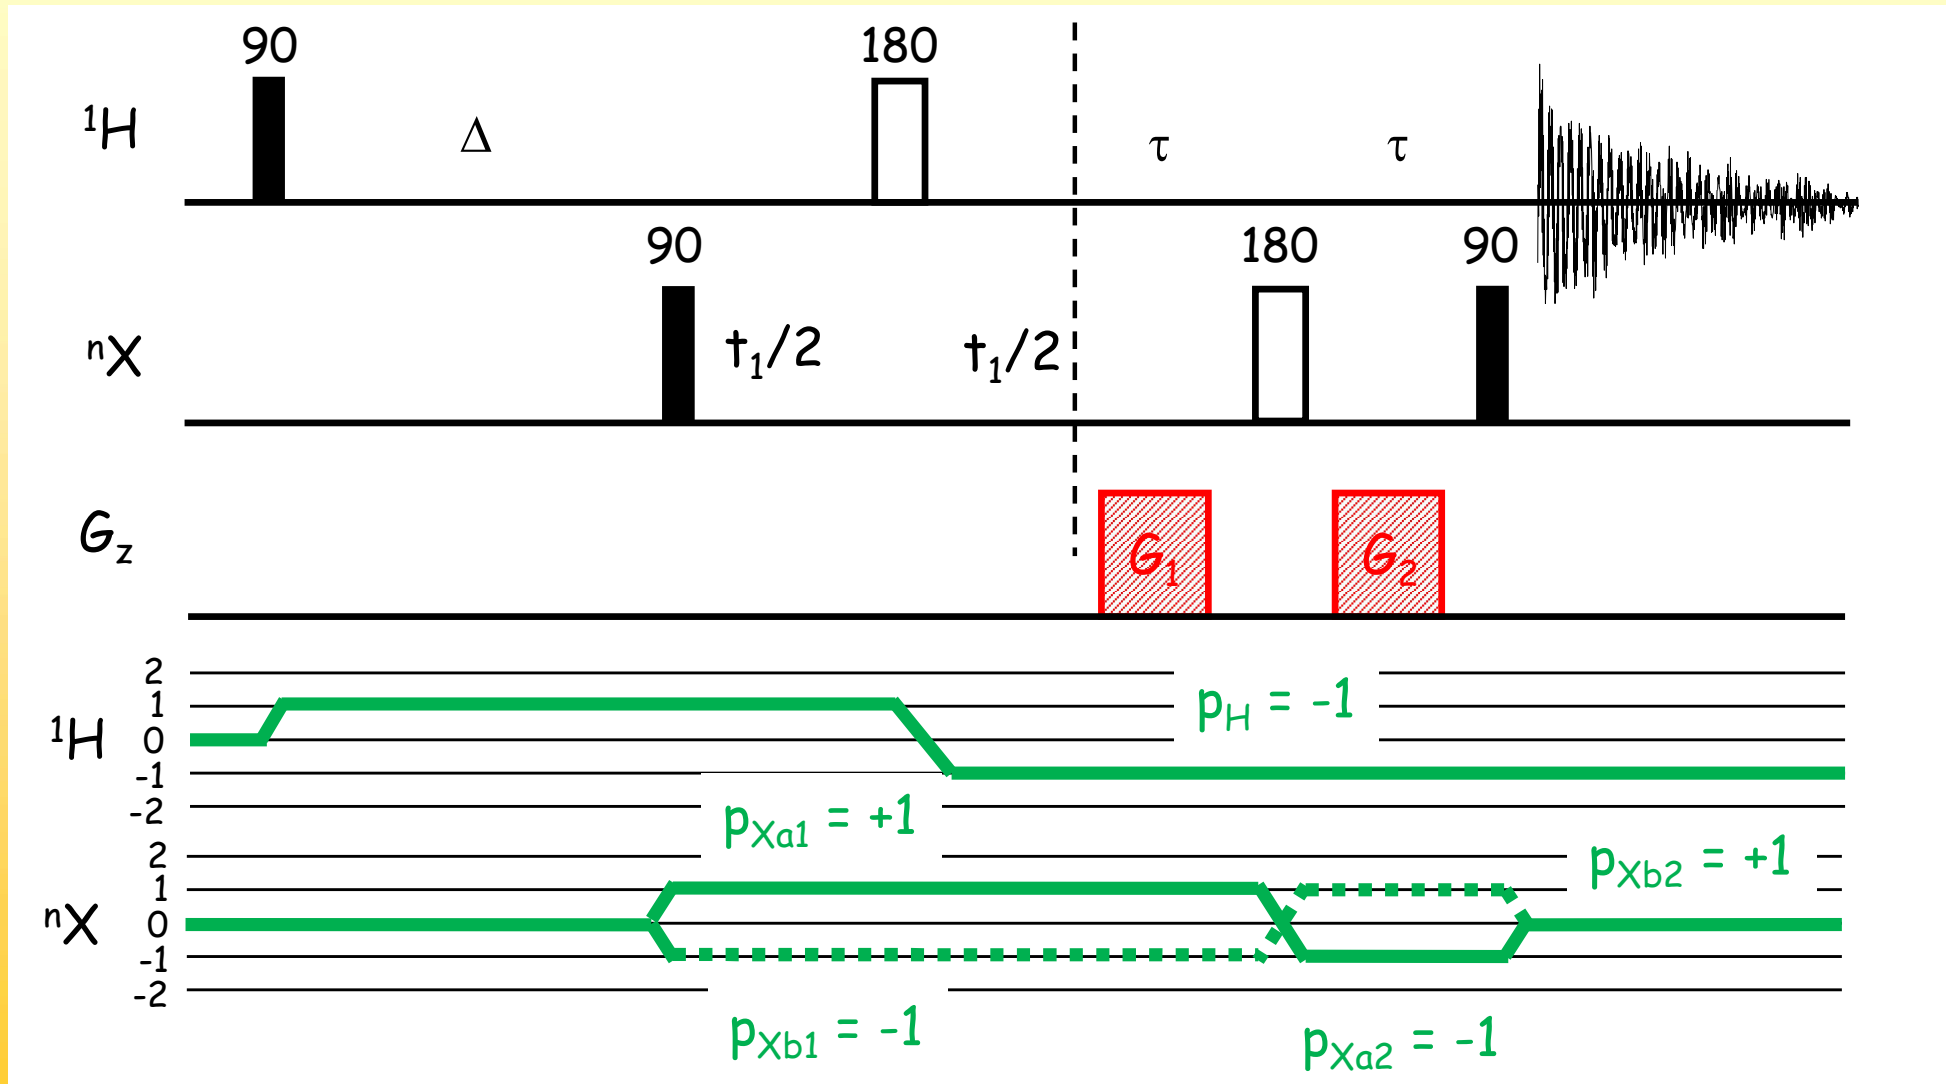 90 180
¹H Δ τ τ
90 180 90
ⁿX t₁/2 t₁/2
G_z G₁ G₂
2
1 p_H = -1
¹H 0
-1
-2 p_Xa1 = +1
2 p_Xb2 = +1
1
ⁿX 0
-1
-2
p_Xb1 = -1 p_Xa2 = -1